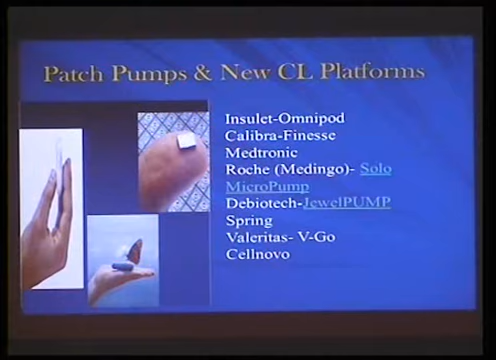 Patch Pumps & New CL Platforms
Insulet-Omnipod
Calibra-Finesse
Medtronic
Roche (Medingo)- Solo
MicroPump
Debiotech-JewelPUMP
Spring
Valeritas- V-Go
Cellnovo